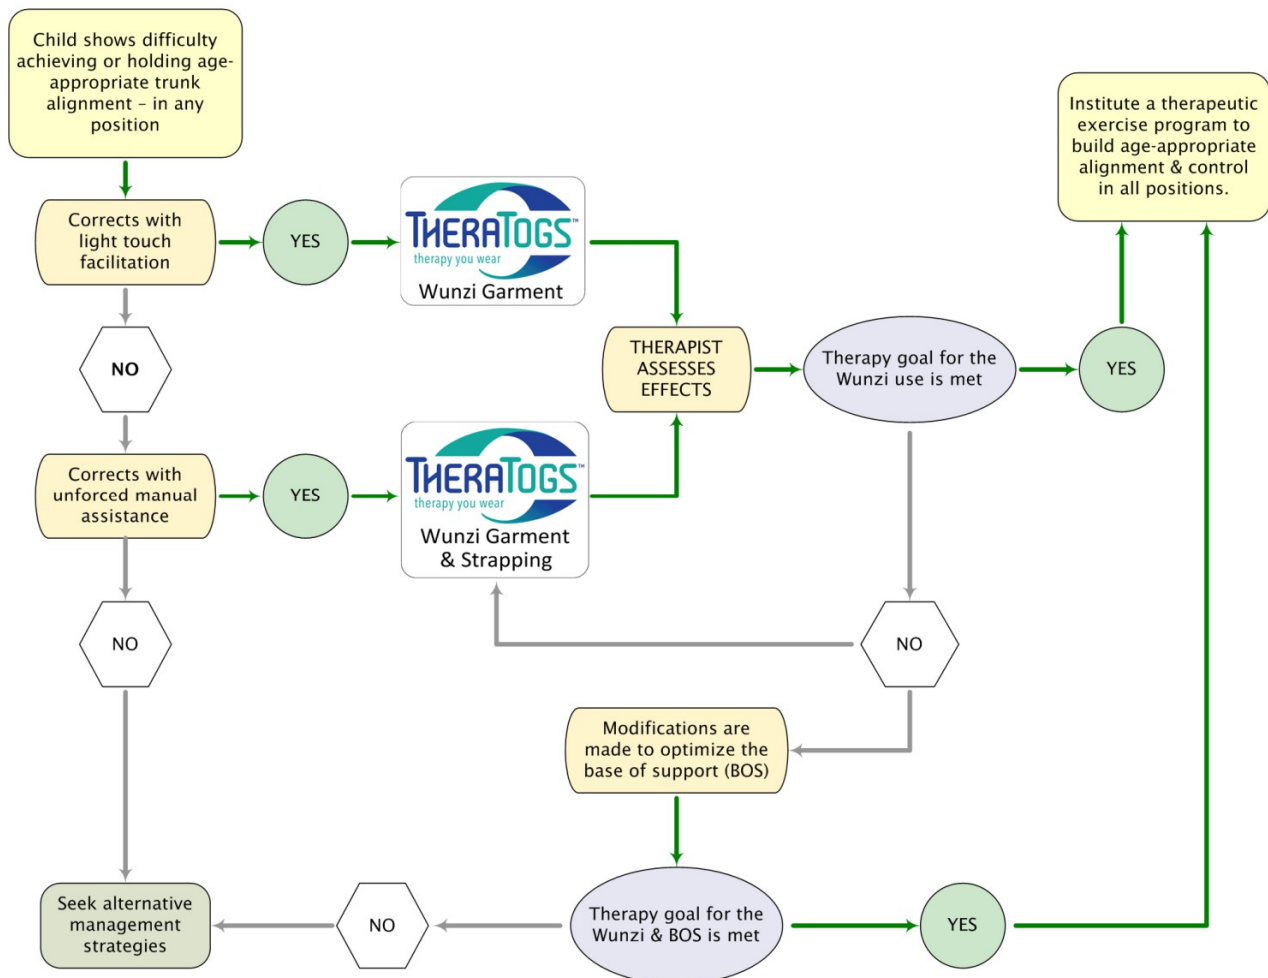 Child shows difficulty
achieving or holding age-
appropriate trunk
alignment – in any
position
Institute a therapeutic
exercise program to
build age-appropriate
alignment & control
in all positions.
Corrects with
light touch
facilitation
YES
THERATOGS™
therapy you wear
Wunzi Garment
NO
THERAPIST
ASSESSES
EFFECTS
Therapy goal for the
Wunzi use is met
YES
Corrects with
unforced manual
assistance
YES
THERATOGS™
therapy you wear
Wunzi Garment
& Strapping
NO
NO
Modifications are
made to optimize the
base of support (BOS)
Seek alternative
management
strategies
NO
Therapy goal for the
Wunzi & BOS is met
YES